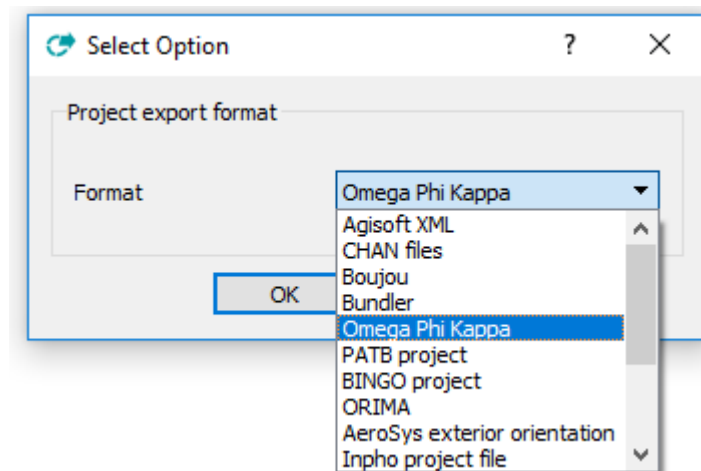 Select Option ?
Project export format
Format Omega Phi Kappa
Agisoft XML
CHAN files
Boujou
OK Bundler
Omega Phi Kappa
PATB project
BINGO project
ORIMA
AeroSys exterior orientation
Inpho project file